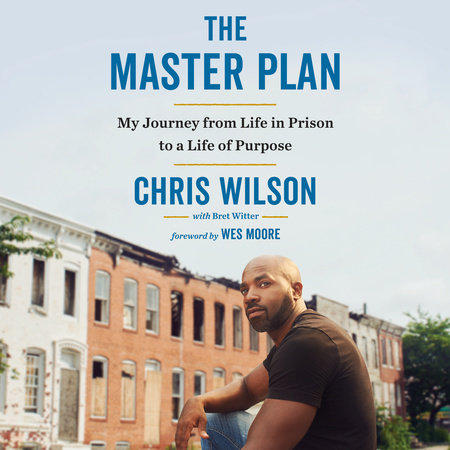 THE
MASTER PLAN
My Journey from Life in Prison
to a Life of Purpose
CHRIS WILSON
with Bret Witter
foreword by WES MOORE